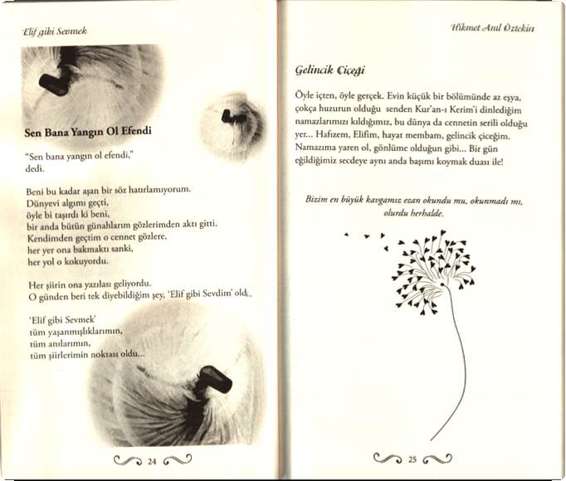 Elif gibi Sevmek
Sen Bana Yangın Ol Efendi
"Sen bana yangın ol efendi,"
dedi.
Beni bu kadar aşan bir söz hatırlamıyorum.
Dünyevi algımı geçti,
öyle bi taşırdı ki beni,
bir anda bütün günahlarım gözlerimden aktı gitti.
Kendimden geçtim o cennet gözlere,
her yer ona bakmaktı sanki,
her yol o kokuyordu.
Her şiirin ona yazılası geliyordu.
O günden beri tek diyebildiğim şey, 'Elif gibi Sevdim' oldu..
'Elif gibi Sevmek'
tüm yaşanmışlıklarımın,
tüm anılarımın,
tüm şiirlerimin noktası oldu...
24
Hikmet Anıl Öztekin
Gelincik Çiçeği
Öyle içten, öyle gerçek. Evin küçük bir bölümünde az eşya,
çokça huzurun olduğu senden Kur'an-ı Kerim'i dinlediğim
namazlarımızı kıldığımız, bu dünya da cennetin serili olduğu
yer... Hafızem, Elifim, hayat membam, gelincik çiçeğim.
Namazıma yaren ol, gönlüme olduğun gibi... Bir gün
eğildiğimiz secdeye aynı anda başımı koymak duası ile!
Bizim en büyük kavgamız ezan okundu mu, okunmadı mı,
olurdu herhalde.
25